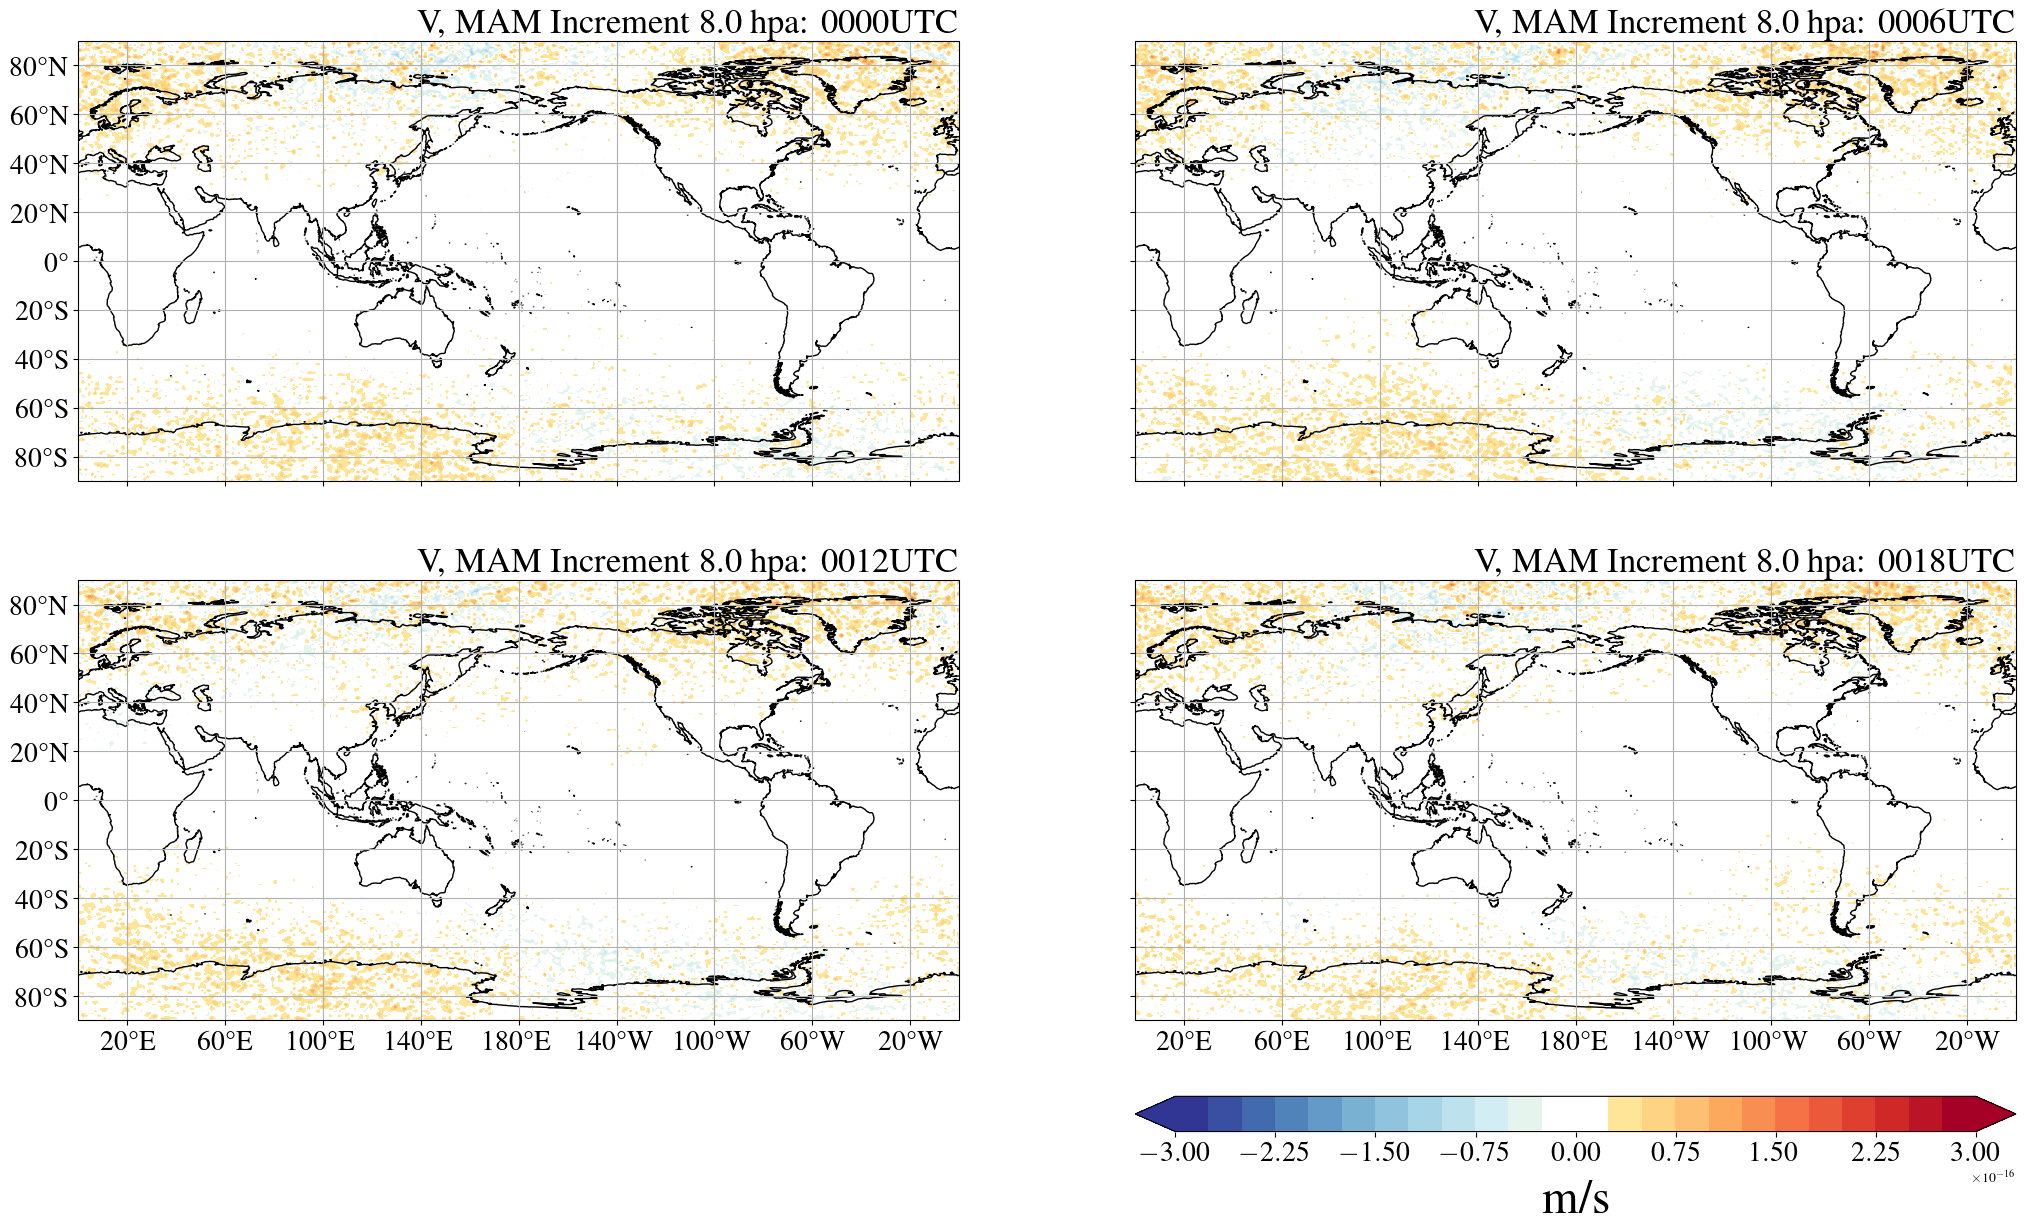 V, MAM Increment 8.0 hpa: 0000UTC
V, MAM Increment 8.0 hpa: 0006UTC
80°N
60°N
40°N
20°N
0°
20°S
40°S
60°S
80°S
V, MAM Increment 8.0 hpa: 0012UTC
V, MAM Increment 8.0 hpa: 0018UTC
80°N
60°N
40°N
20°N
0°
20°S
40°S
60°S
80°S
20°E 60°E 100°E 140°E 180°E 140°W 100°W 60°W 20°W
20°E 60°E 100°E 140°E 180°E 140°W 100°W 60°W 20°W
−3.00 −2.25 −1.50 −0.75 0.00 0.75 1.50 2.25 3.00
×10⁻¹⁶
m/s